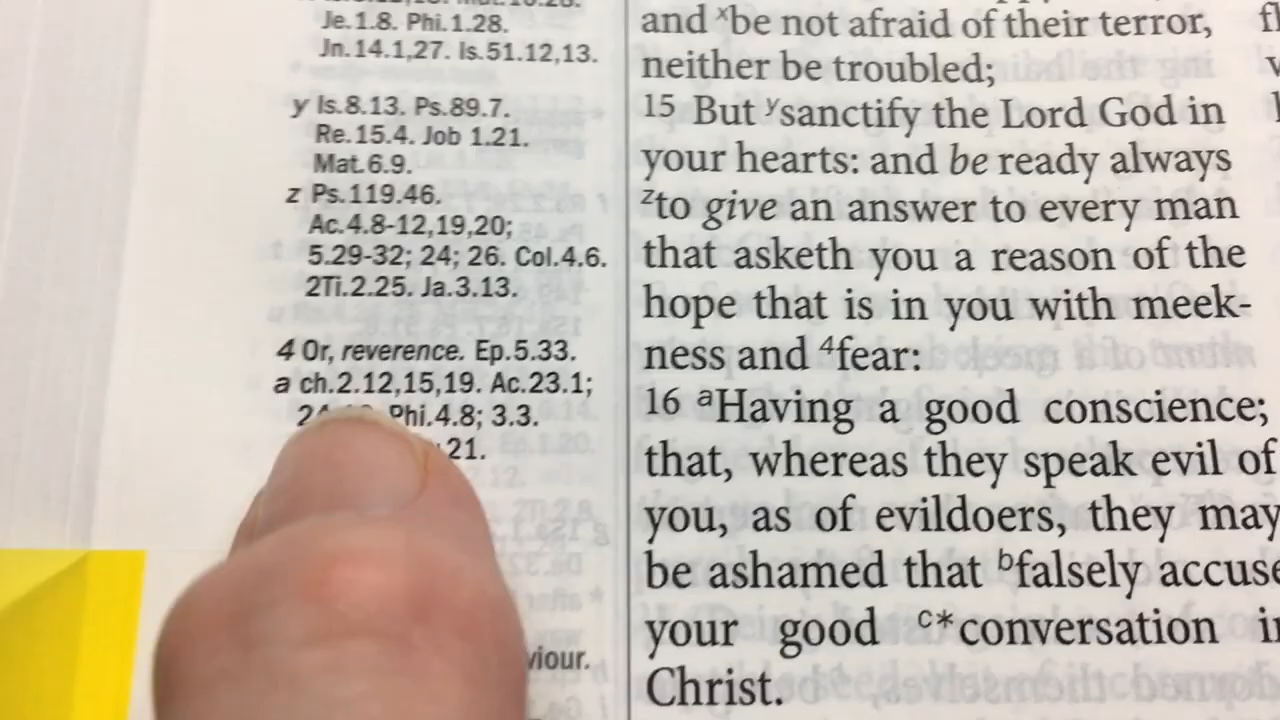 Je.1.8. Phi.1.28.
Jn.14.1,27. Is.51.12,13.
y Is.8.13. Ps.89.7.
Re.15.4. Job 1.21.
Mat.6.9.
z Ps.119.46.
Ac.4.8-12,19,20;
5.29-32; 24; 26. Col.4.6.
2Ti.2.25. Ja.3.13.
4 Or, reverence. Ep.5.33.
a ch.2.12,15,19. Ac.23.1;
Phi.4.8; 3.3.
21.
and xbe not afraid of their terror,
neither be troubled;
15 But ysanctify the Lord God in
your hearts: and be ready always
zto give an answer to every man
that asketh you a reason of the
hope that is in you with meek-
ness and 4fear:
16 aHaving a good conscience;
that, whereas they speak evil of
you, as of evildoers, they may
be ashamed that bfalsely accuse
your good c*conversation in
Christ.